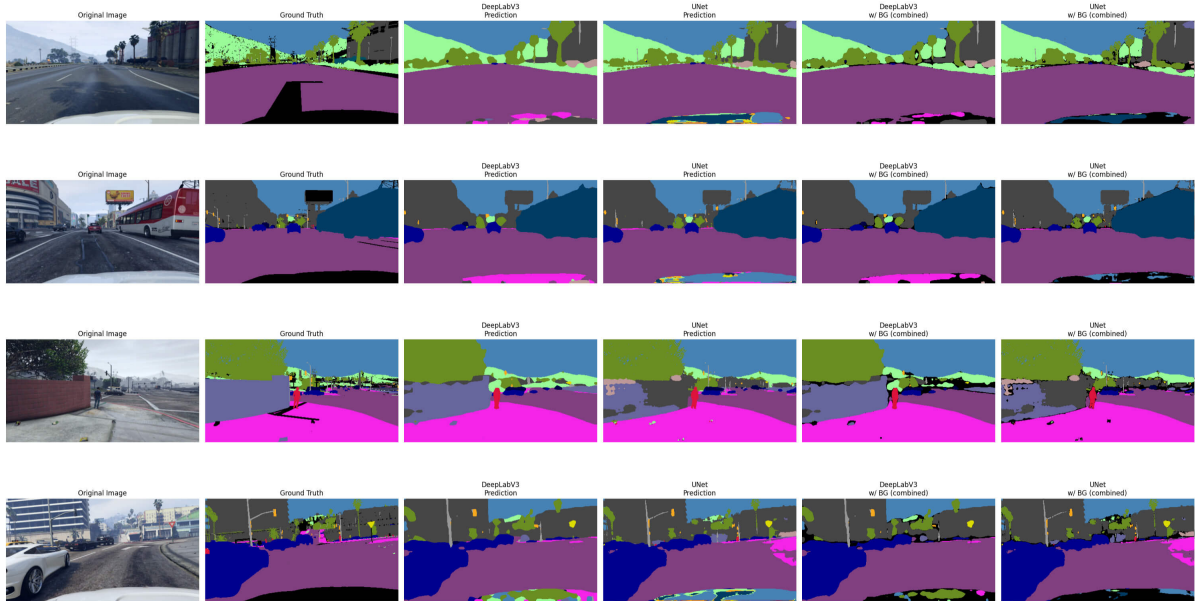 Original Image
Ground Truth
DeepLabV3
Prediction
UNet
Prediction
DeepLabV3
w/ BG (combined)
UNet
w/ BG (combined)
Original Image
Ground Truth
DeepLabV3
Prediction
UNet
Prediction
DeepLabV3
w/ BG (combined)
UNet
w/ BG (combined)
Original Image
Ground Truth
DeepLabV3
Prediction
UNet
Prediction
DeepLabV3
w/ BG (combined)
UNet
w/ BG (combined)
Original Image
Ground Truth
DeepLabV3
Prediction
UNet
Prediction
DeepLabV3
w/ BG (combined)
UNet
w/ BG (combined)